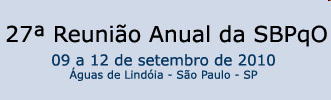 27ª Reunião Anual da SBPqO
09 a 12 de setembro de 2010
Águas de Lindóia - São Paulo - SP